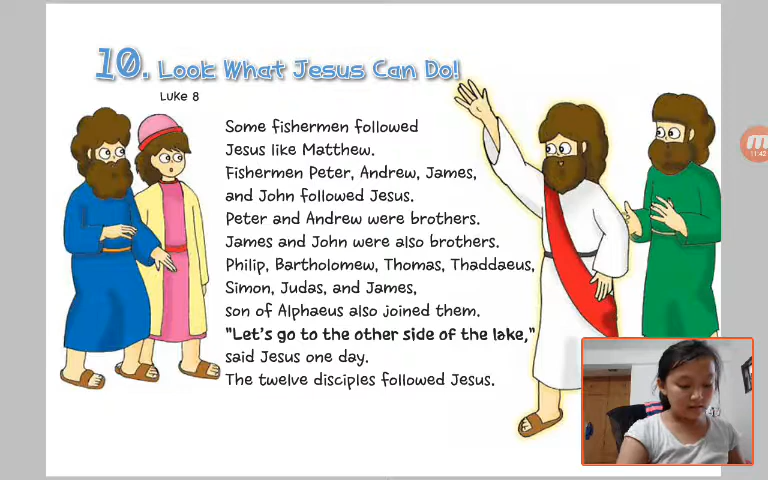 10. Look What Jesus Can Do!
Luke 8
Some fishermen followed
Jesus like Matthew.
Fishermen Peter, Andrew, James,
and John followed Jesus.
Peter and Andrew were brothers.
James and John were also brothers.
Philip, Bartholomew, Thomas, Thaddaeus,
Simon, Judas, and James,
son of Alphaeus also joined them.
"Let's go to the other side of the lake,"
said Jesus one day.
The twelve disciples followed Jesus.
M
11:42